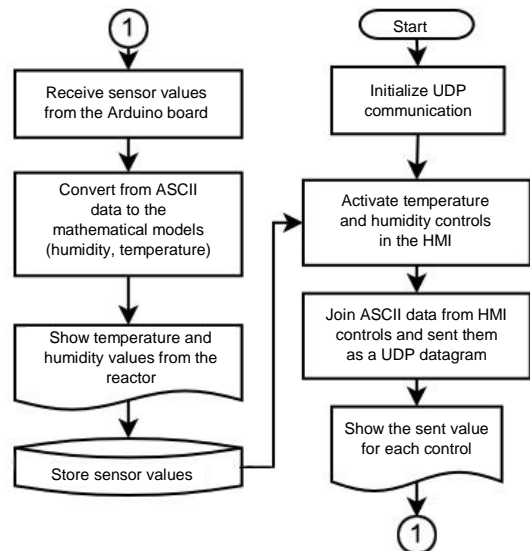 1
Receive sensor values
from the Arduino board
Convert from ASCII
data to the
mathematical models
(humidity, temperature)
Show temperature and
humidity values from the
reactor
Store sensor values
Start
Initialize UDP
communication
Activate temperature
and humidity controls
in the HMI
Join ASCII data from HMI
controls and sent them
as a UDP datagram
Show the sent value
for each control
1